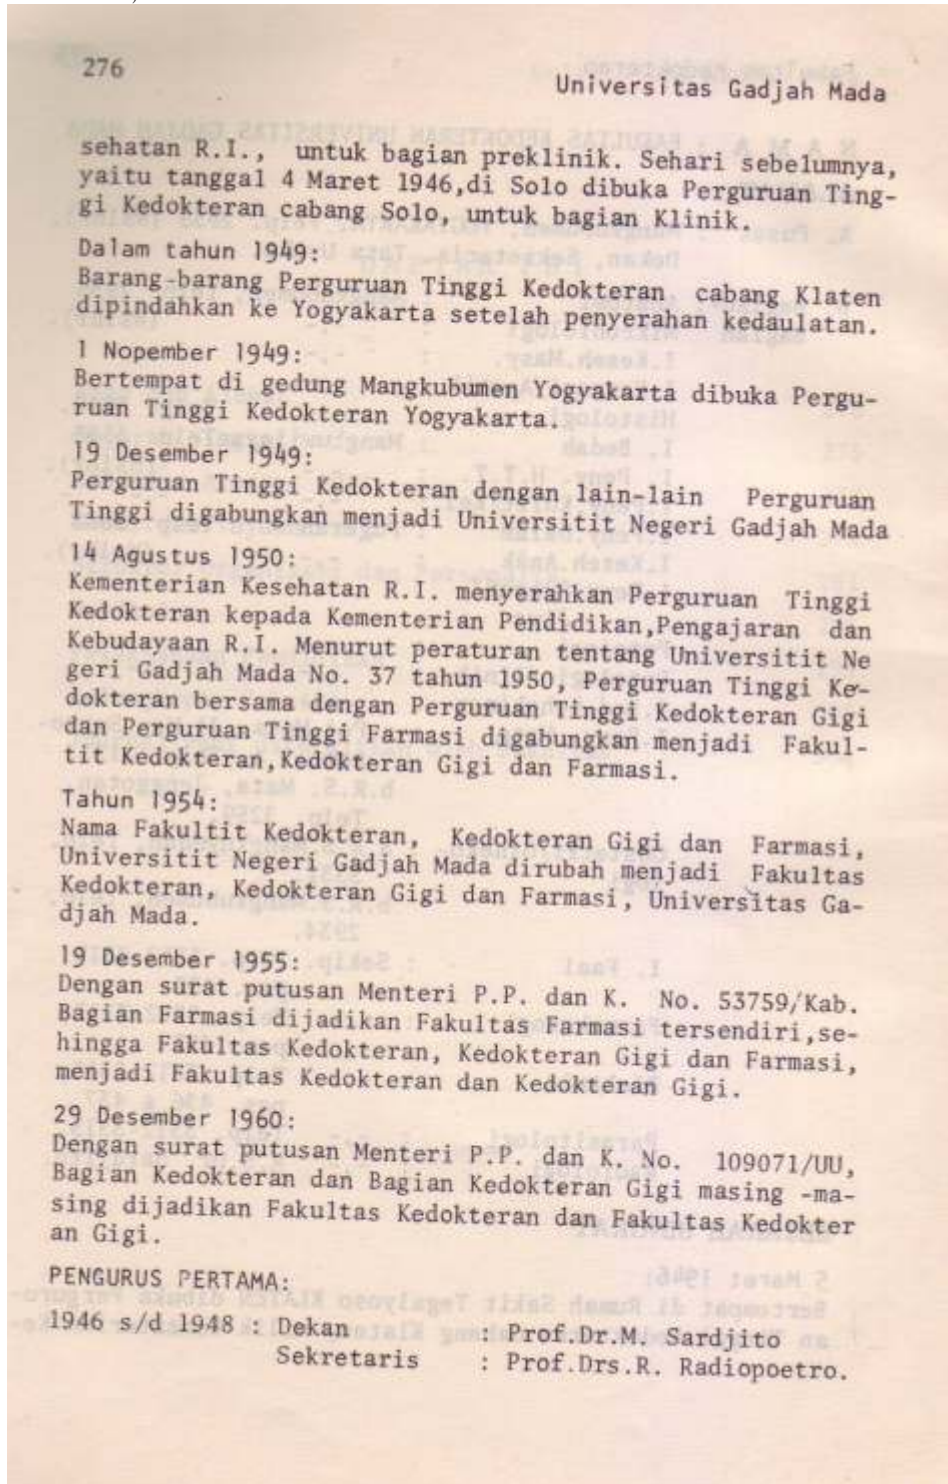 276
Universitas Gadjah Mada
sehatan R.I., untuk bagian preklinik. Sehari sebelumnya,
yaitu tanggal 4 Maret 1946,di Solo dibuka Perguruan Ting-
gi Kedokteran cabang Solo, untuk bagian Klinik.
Dalam tahun 1949:
Barang-barang Perguruan Tinggi Kedokteran cabang Klaten
dipindahkan ke Yogyakarta setelah penyerahan kedaulatan.
1 Nopember 1949:
Bertempat di gedung Mangkubumen Yogyakarta dibuka Pergu-
ruan Tinggi Kedokteran Yogyakarta.
19 Desember 1949:
Perguruan Tinggi Kedokteran dengan lain-lain Perguruan
Tinggi digabungkan menjadi Universitit Negeri Gadjah Mada
14 Agustus 1950:
Kementerian Kesehatan R.I. menyerahkan Perguruan Tinggi
Kedokteran kepada Kementerian Pendidikan,Pengajaran dan
Kebudayaan R.I. Menurut peraturan tentang Universitit Ne
geri Gadjah Mada No. 37 tahun 1950, Perguruan Tinggi Ke-
dokteran bersama dengan Perguruan Tinggi Kedokteran Gigi
dan Perguruan Tinggi Farmasi digabungkan menjadi Fakul-
tit Kedokteran,Kedokteran Gigi dan Farmasi.
Tahun 1954:
Nama Fakultit Kedokteran, Kedokteran Gigi dan Farmasi,
Universitit Negeri Gadjah Mada dirubah menjadi Fakultas
Kedokteran, Kedokteran Gigi dan Farmasi, Universitas Ga-
djah Mada.
19 Desember 1955:
Dengan surat putusan Menteri P.P. dan K. No. 53759/Kab.
Bagian Farmasi dijadikan Fakultas Farmasi tersendiri,se-
hingga Fakultas Kedokteran, Kedokteran Gigi dan Farmasi,
menjadi Fakultas Kedokteran dan Kedokteran Gigi.
29 Desember 1960:
Dengan surat putusan Menteri P.P. dan K. No. 109071/UU,
Bagian Kedokteran dan Bagian Kedokteran Gigi masing -ma-
sing dijadikan Fakultas Kedokteran dan Fakultas Kedokter
an Gigi.
PENGURUS PERTAMA:
1946 s/d 1948 : Dekan : Prof.Dr.M. Sardjito
Sekretaris : Prof.Drs.R. Radiopoetro.